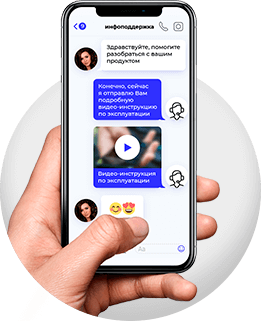 инфоподдержка
Здравствуйте, помогите
разобраться с вашим
продуктом
Конечно, сейчас
я отправлю Вам
подробную
видео-инструкцию
по эксплуатации
Видео-инструкция
по эксплуатации
Aa